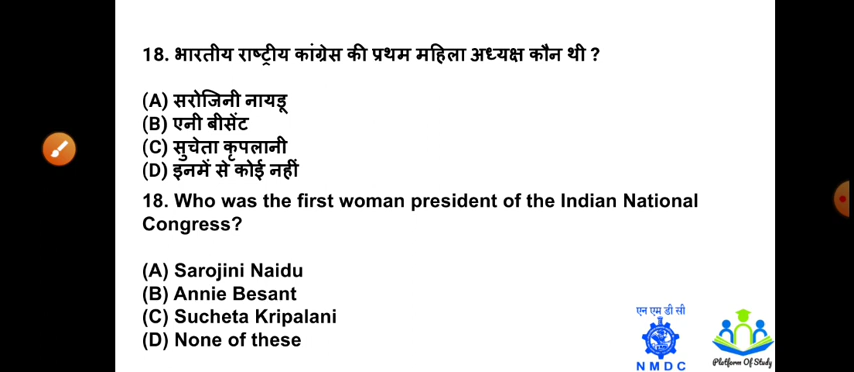 18. भारतीय राष्ट्रीय कांग्रेस की प्रथम महिला अध्यक्ष कौन थी ?
(A) सरोजिनी नायडू
(B) एनी बीसेंट
(C) सुचेता कृपलानी
(D) इनमें से कोई नहीं
18. Who was the first woman president of the Indian National
Congress?
(A) Sarojini Naidu
(B) Annie Besant
(C) Sucheta Kripalani
(D) None of these
एन एम डी सी
NMDC
Platform Of Study